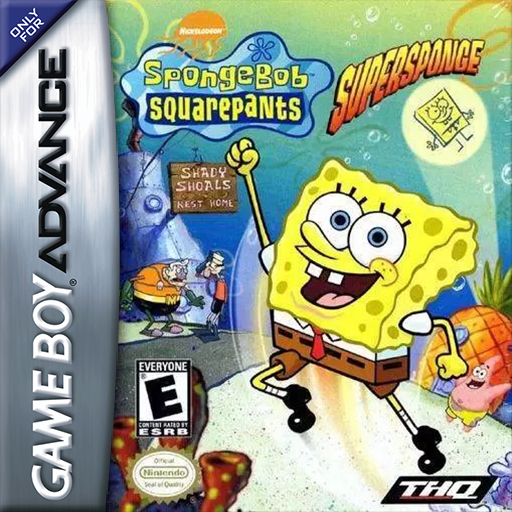 ONLY
FOR
GAME BOY ADVANCE
NICKELODEON
SpongeBob
SQUAREPANTS
SUPERSPONGE
SHADY
SHOALS
REST HOME
EVERYONE
E
CONTENT RATED BY
ESRB
Official
Nintendo
Seal of Quality
THQ